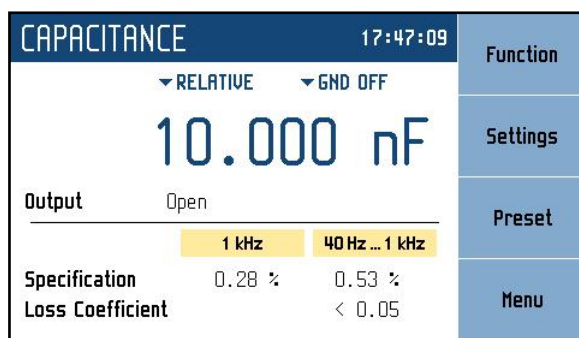 CAPACITANCE 17:47:09
RELATIVE GND OFF
10.000 nF
Output Open
1 kHz 40 Hz ... 1 kHz
Specification 0.28 % 0.53 %
Loss Coefficient < 0.05
Function
Settings
Preset
Menu